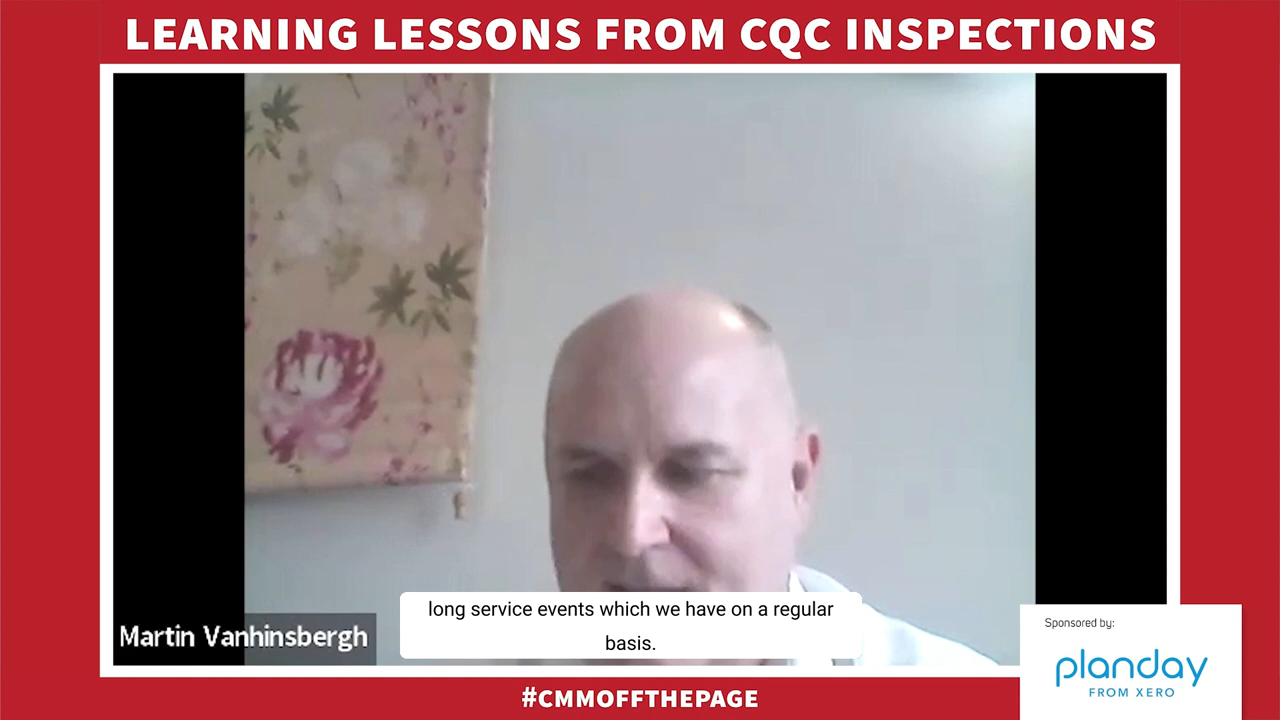 LEARNING LESSONS FROM CQC INSPECTIONS
Martin Vanhinsbergh
long service events which we have on a regular
basis.
Sponsored by:
planday
FROM XERO
#CMMOFFTHEPAGE